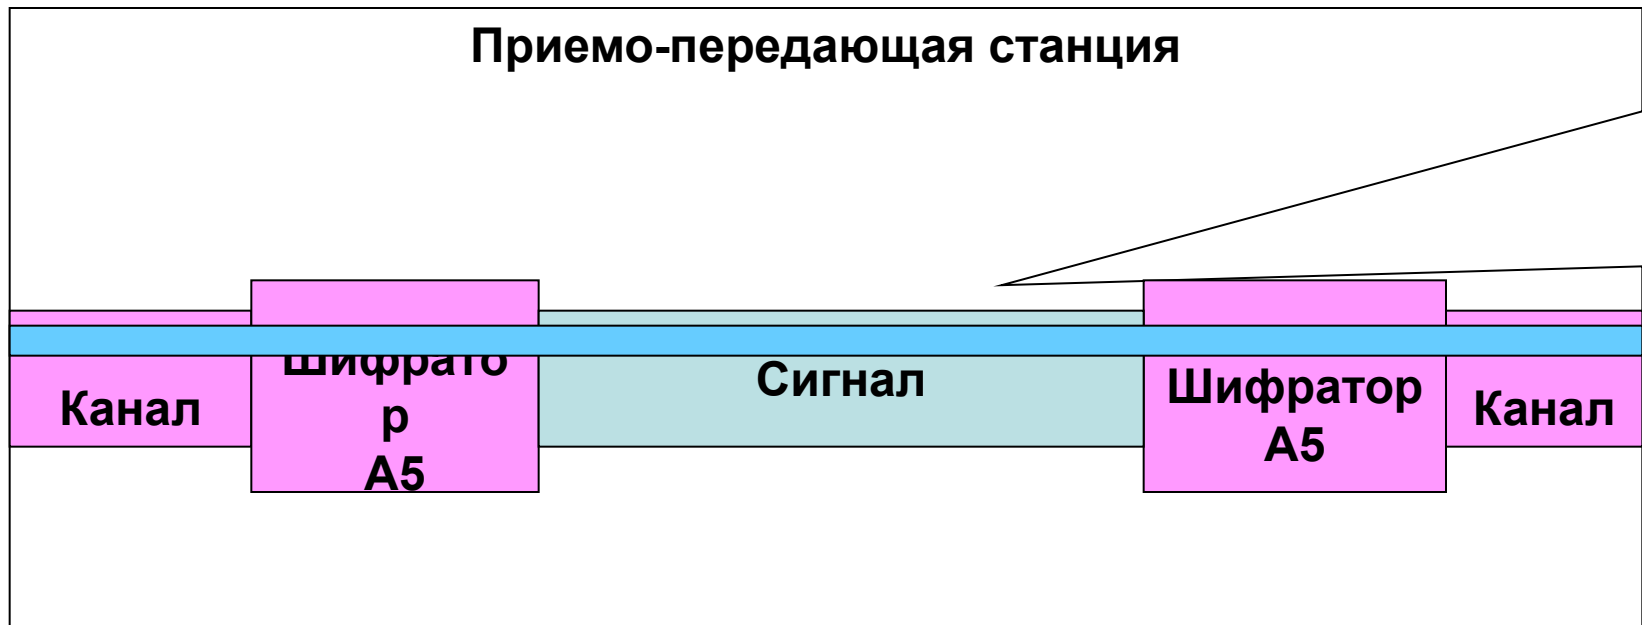 Приемо-передающая станция
Канал
Шифрато
р
А5
Сигнал
Шифратор
А5
Канал